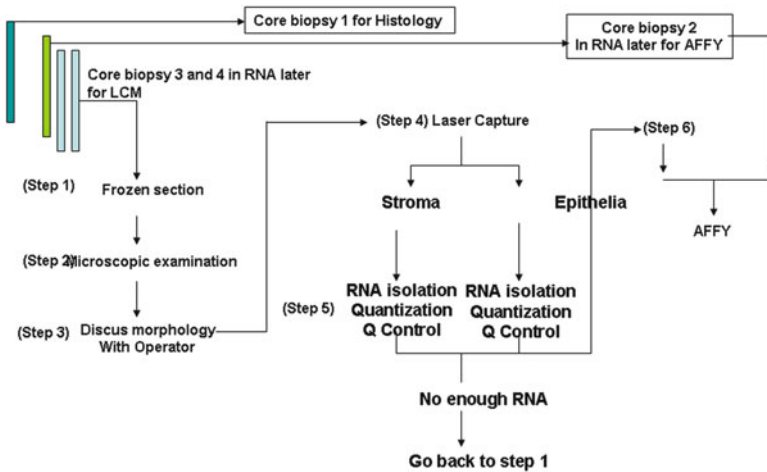 Core biopsy 1 for Histology
Core biopsy 2
In RNA later for AFFY
Core biopsy 3 and 4 in RNA later
for LCM
(Step 4) Laser Capture
(Step 6)
(Step 1)
Frozen section
Stroma
Epithelia
AFFY
(Step 2)
Microscopic examination
(Step 5)
RNA isolation
Quantization
Q Control
RNA isolation
Quantization
Q Control
(Step 3)
Discus morphology
With Operator
No enough RNA
Go back to step 1